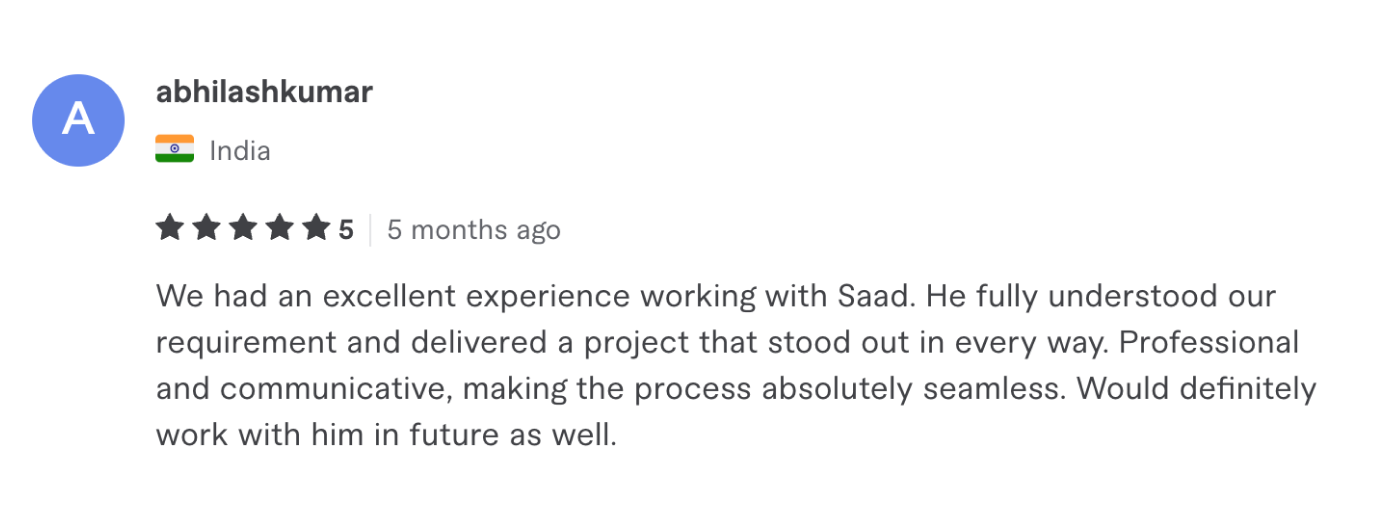 A
abhilashkumar
India
5 5 months ago
We had an excellent experience working with Saad. He fully understood our
requirement and delivered a project that stood out in every way. Professional
and communicative, making the process absolutely seamless. Would definitely
work with him in future as well.